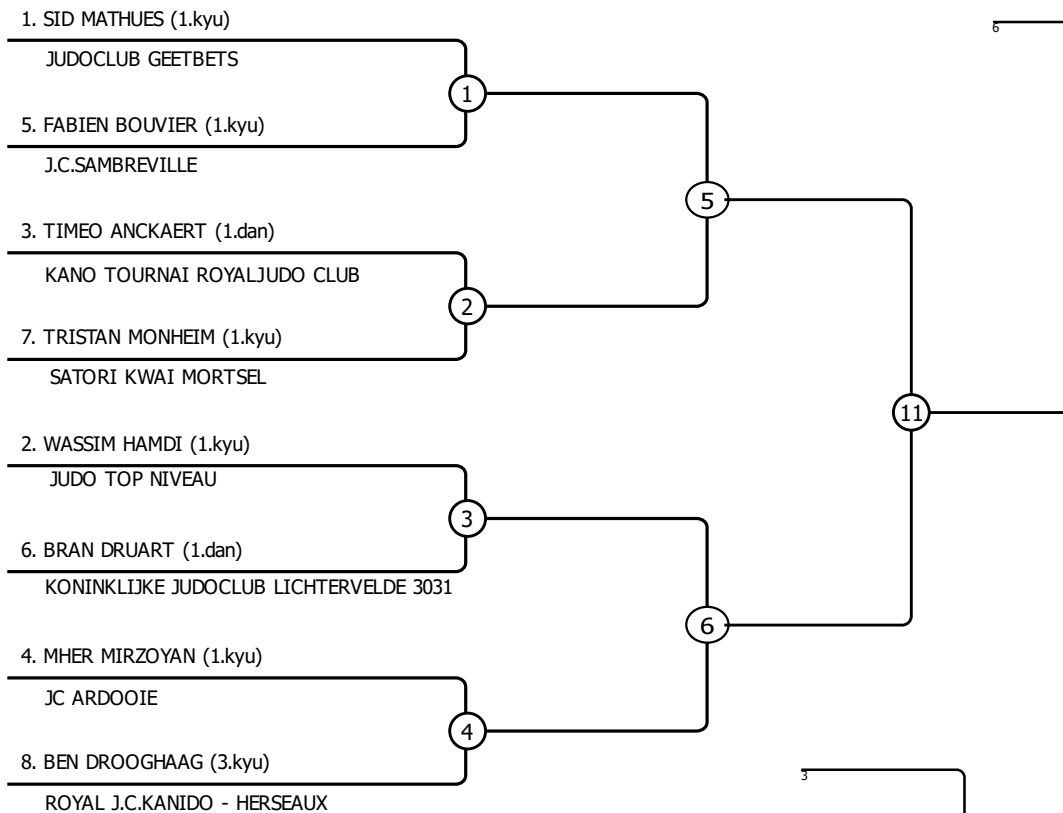 1. SID MATHUES (1.kyu)
6
JUDOCLUB GEETBETS
1
5. FABIEN BOUVIER (1.kyu)
J.C.SAMBREVILLE
5
3. TIMEO ANCKAERT (1.dan)
KANO TOURNAI ROYALJUDO CLUB
2
7. TRISTAN MONHEIM (1.kyu)
SATORI KWAI MORTSEL
11
2. WASSIM HAMDI (1.kyu)
JUDO TOP NIVEAU
3
6. BRAN DRUART (1.dan)
KONINKLIJKE JUDOCLUB LICHTERVELDE 3031
6
4. MHER MIRZOYAN (1.kyu)
JC ARDOOIE
4
8. BEN DROOGHAAG (3.kyu)
3
ROYAL J.C.KANIDO - HERSEAUX